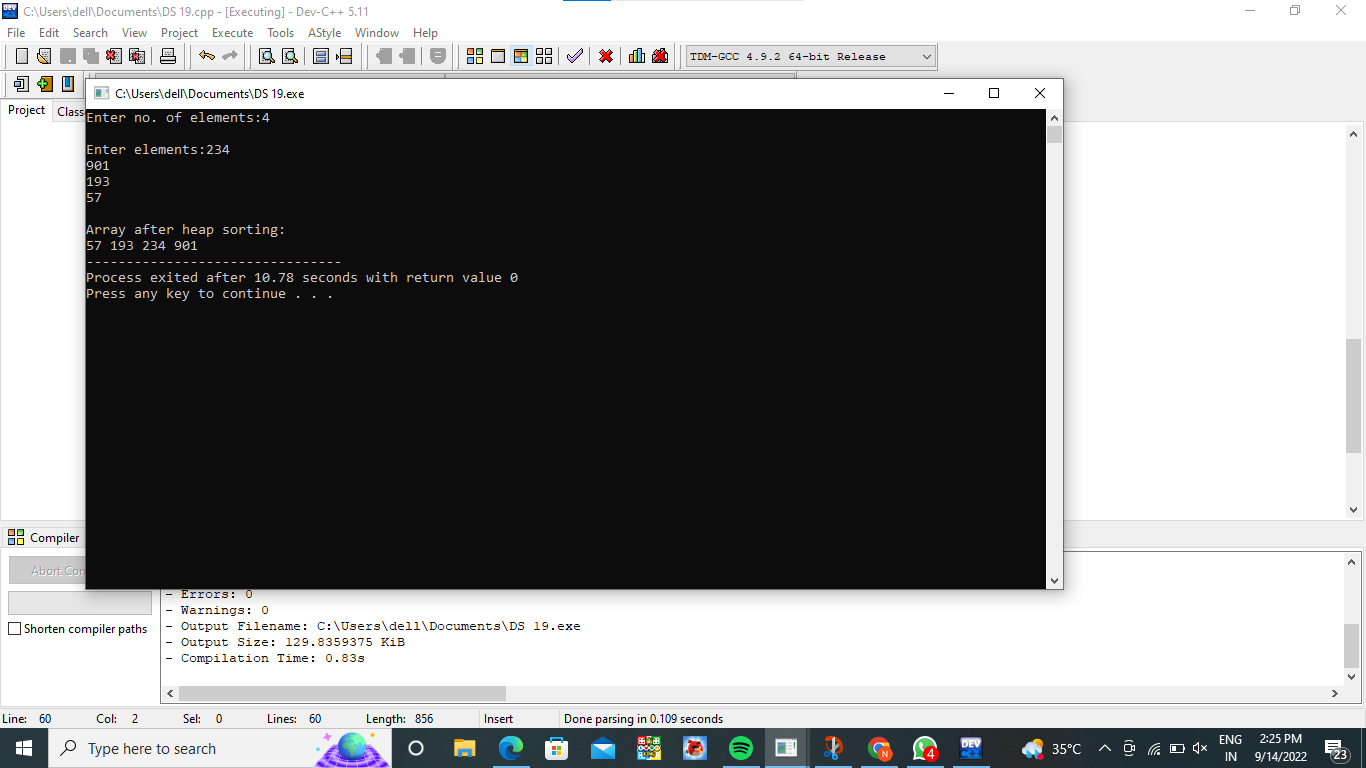 C:\Users\dell\Documents\DS 19.cpp - [Executing] - Dev-C++ 5.11
File Edit Search View Project Execute Tools AStyle Window Help
TDM-GCC 4.9.2 64-bit Release
Project Class
C:\Users\dell\Documents\DS 19.exe
Enter no. of elements:4
Enter elements:234
901
193
57
Array after heap sorting:
57 193 234 901
--------------------------------
Process exited after 10.78 seconds with return value 0
Press any key to continue . . .
Compiler
Abort Con
Shorten compiler paths
- Errors: 0
- Warnings: 0
- Output Filename: C:\Users\dell\Documents\DS 19.exe
- Output Size: 129.8359375 KiB
- Compilation Time: 0.83s
Line: 60 Col: 2 Sel: 0 Lines: 60 Length: 856 Insert Done parsing in 0.109 seconds
Type here to search
N
4
DEV
35°C
ENG
IN
2:25 PM
9/14/2022
23